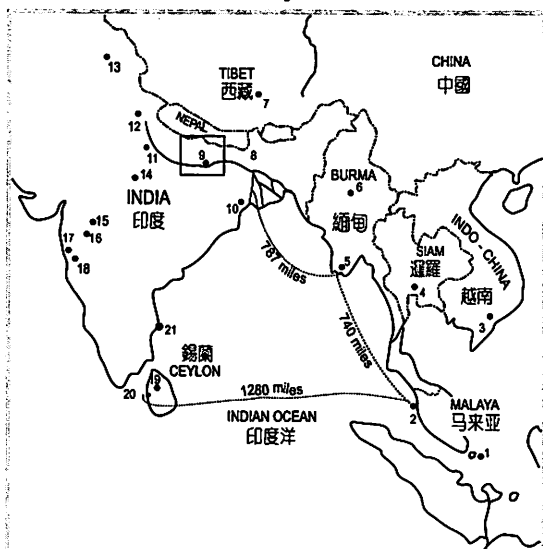 13
TIBET
西藏
7
CHINA
中國
12
NEPAL
11
9
8
14
BURMA
6
緬甸
INDIA
印度
10
INDO - CHINA
15
16
17
18
787 miles
5
SIAM
暹羅
4
越南
3
740 miles
21
錫蘭
CEYLON
19
20
1280 miles
INDIAN OCEAN
印度洋
2
MALAYA
马来亚
1